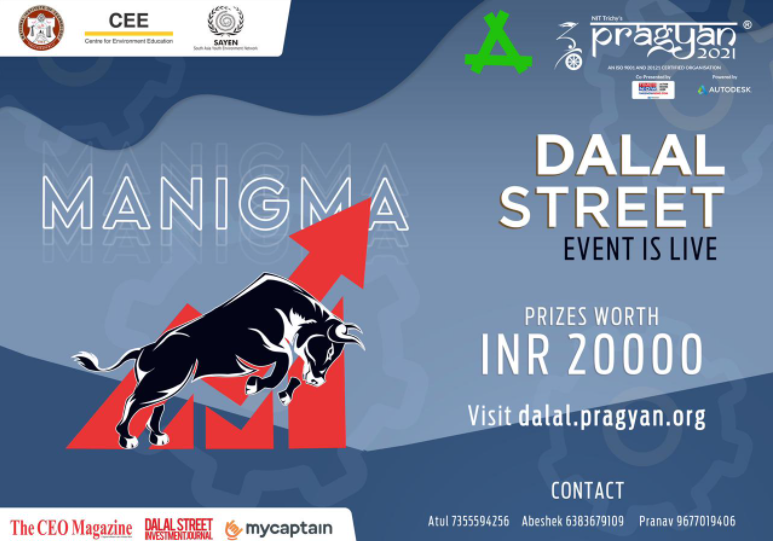 CEE
Centre for Environment Education
SAYEN
South Asia Youth Environment Network
NIT Trichy's
pragyan®
2021
AN ISO 9001 AND 20121 CERTIFIED ORGANISATION
Co-Presented by
Powered by
AUTODESK
MANIGMA
DALAL
STREET
EVENT IS LIVE
PRIZES WORTH
INR 20000
Visit dalal.pragyan.org
CONTACT
Atul 7355594256 Abeshek 6383679109 Pranav 9677019406
The CEO Magazine
DALAL STREET
INVESTMENT JOURNAL
mycaptain